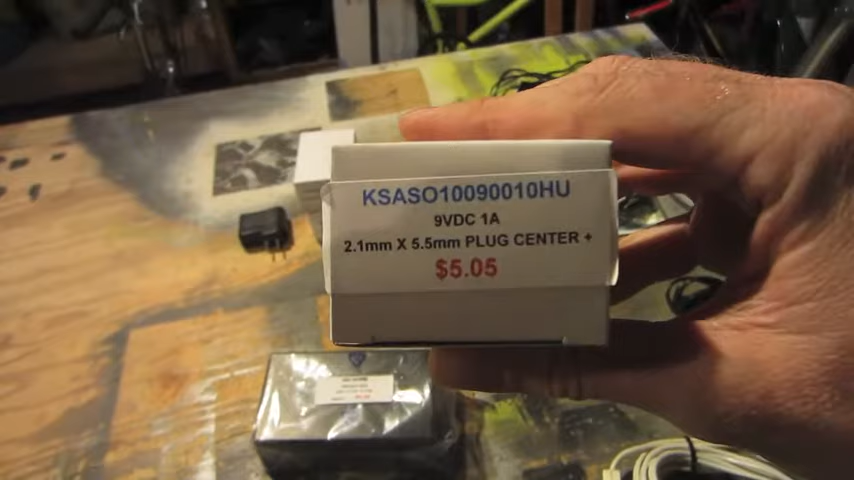 KSASO10090010HU
9VDC 1A
2.1mm X 5.5mm PLUG CENTER +
$5.05